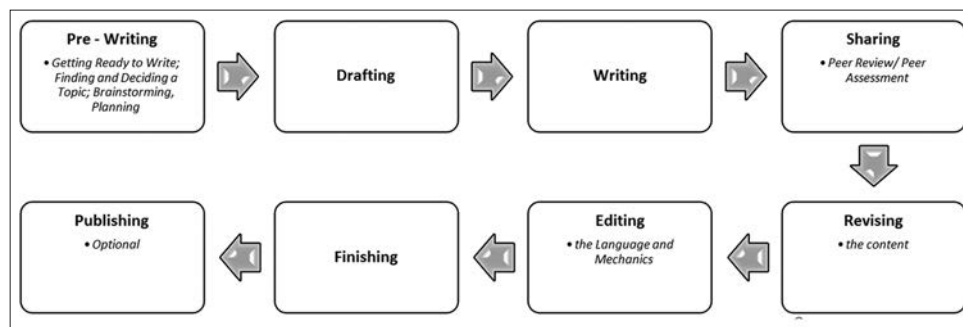 Pre - Writing
• Getting Ready to Write;
Finding and Deciding a
Topic; Brainstorming,
Planning
Drafting
Writing
Sharing
• Peer Review/ Peer
Assessment
Revising
• the content
Editing
• the Language and
Mechanics
Finishing
Publishing
• Optional